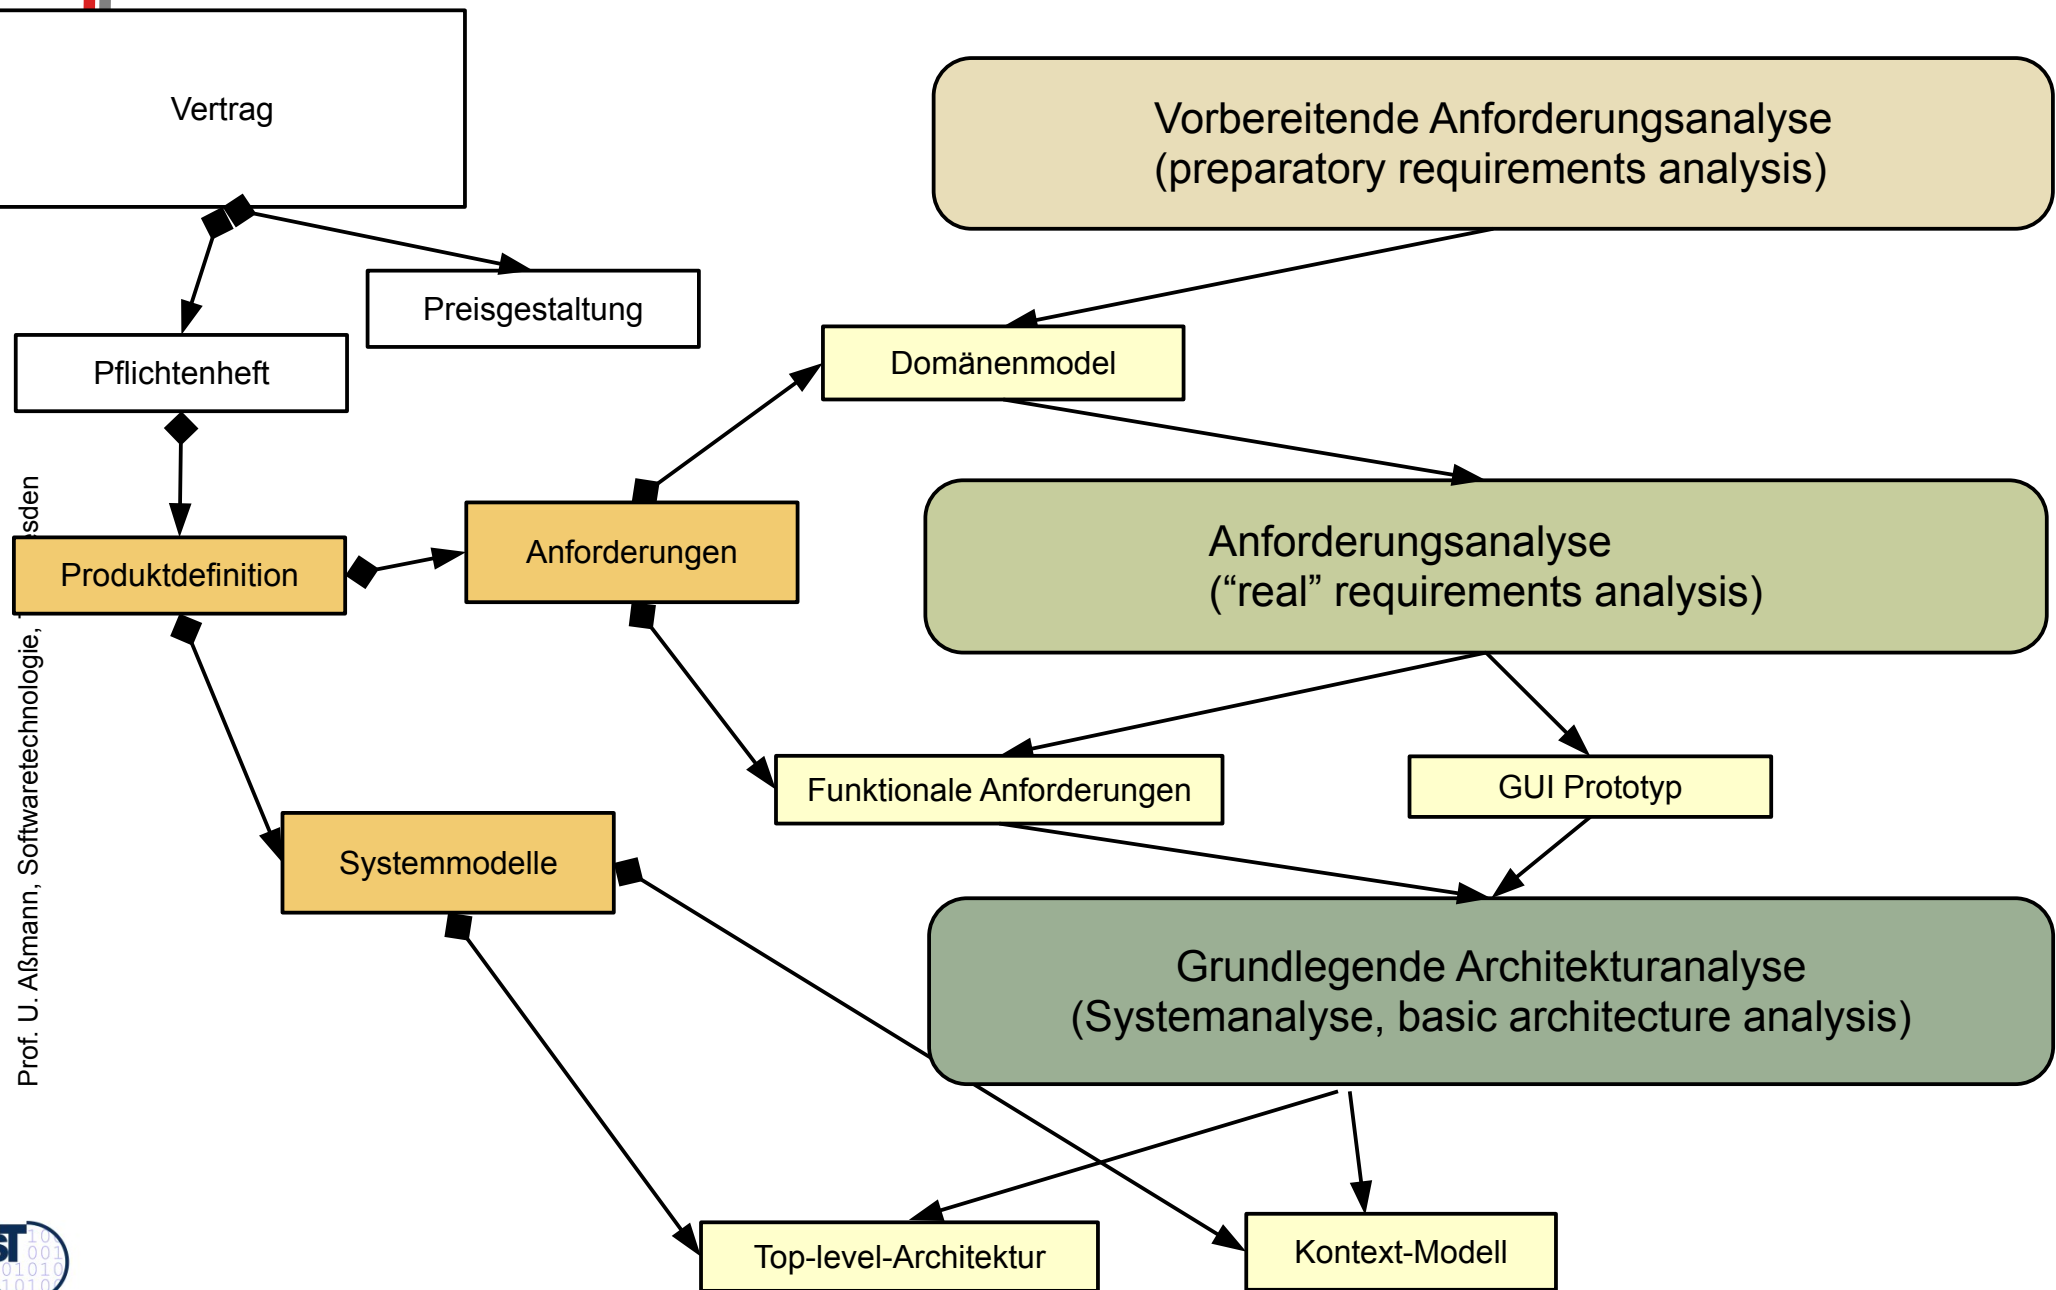 Vertrag
Vorbereitende Anforderungsanalyse
(preparatory requirements analysis)
Preisgestaltung
Pflichtenheft
Domänenmodel
Produktdefinition
Anforderungen
Anforderungsanalyse
(“real” requirements analysis)
Funktionale Anforderungen
GUI Prototyp
Systemmodelle
Grundlegende Architekturanalyse
(Systemanalyse, basic architecture analysis)
Top-level-Architektur
Kontext-Modell
Prof. U. Aßmann, Softwaretechnologie,
ST